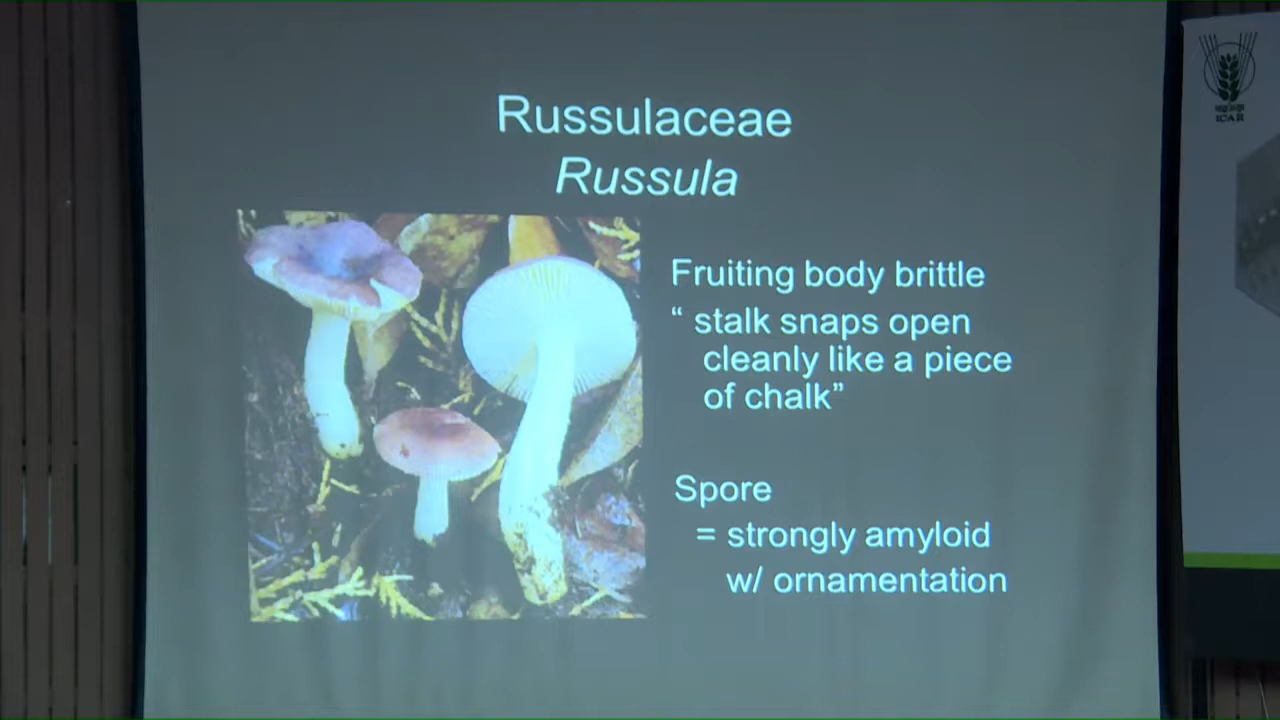 Russulaceae
Russula
Fruiting body brittle
“ stalk snaps open
cleanly like a piece
of chalk”
Spore
= strongly amyloid
w/ ornamentation
ICAR